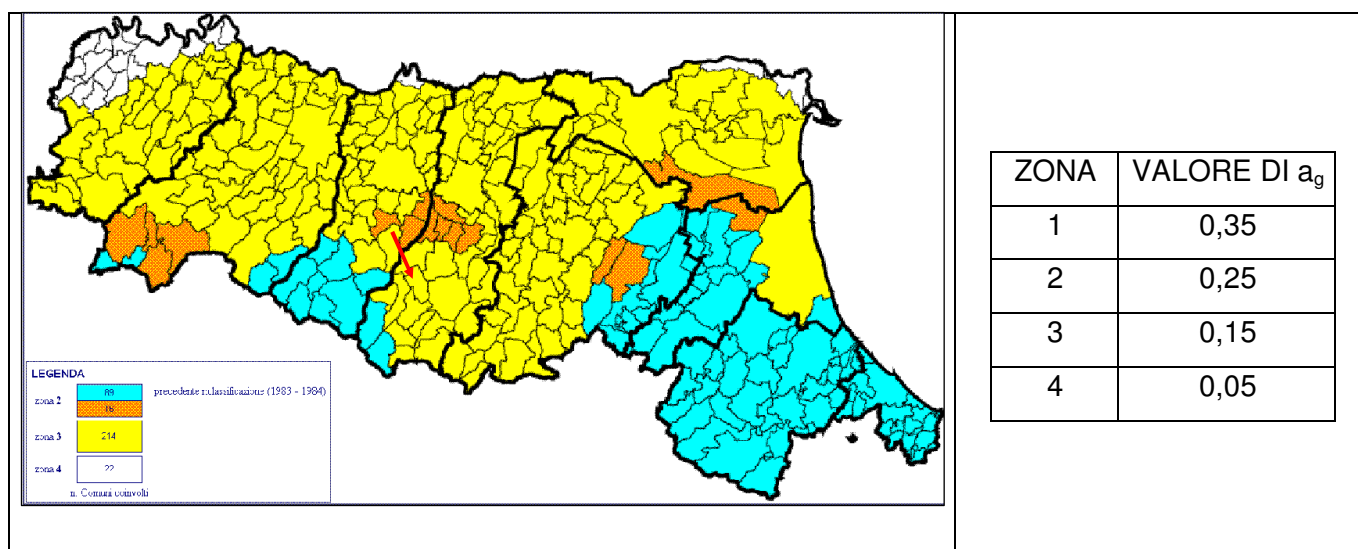 LEGENDA
zona 2
89
16
precedente riclassificazione (1983 - 1984)
zona 3
214
zona 4
22
n. Comuni coinvolti
ZONA VALORE DI ag
1 0,35
2 0,25
3 0,15
4 0,05